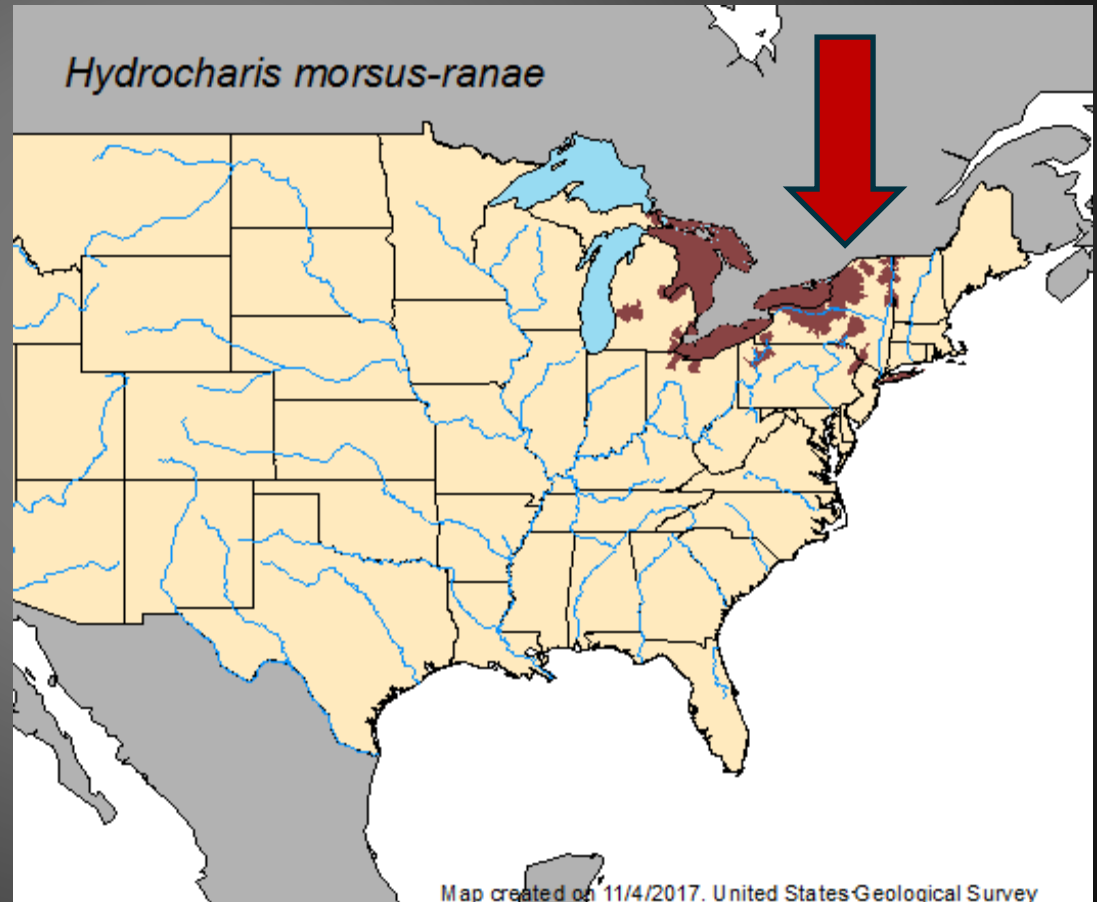 Hydrocharis morsus-ranae
Map created on 11/4/2017. United States Geological Survey